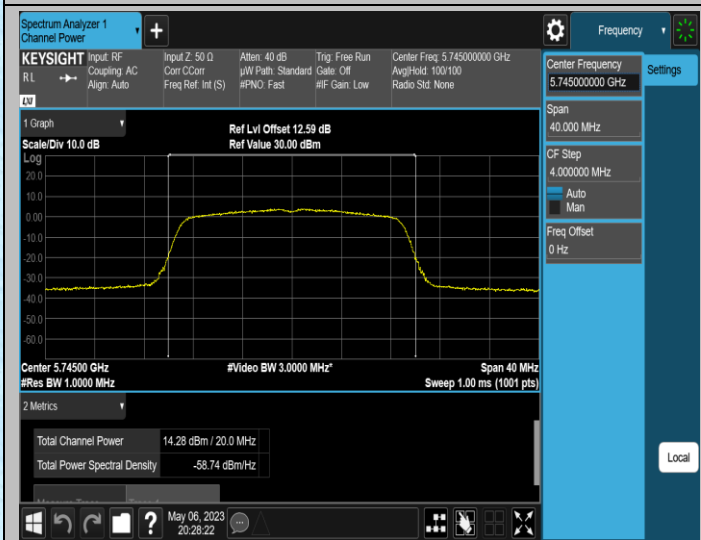 Spectrum Analyzer 1
Channel Power
+
Frequency
KEYSIGHT
RL
LXI
Input: RF
Coupling: AC
Align: Auto
Input Z: 50 Ω
Corr CCorr
Freq Ref: Int (S)
Atten: 40 dB
µW Path: Standard
#PNO: Fast
Trig: Free Run
Gate: Off
#IF Gain: Low
Center Freq: 5.745000000 GHz
Avg|Hold: 100/100
Radio Std: None
Center Frequency
5.745000000 GHz
Settings
Span
40.000 MHz
CF Step
4.000000 MHz
Auto
Man
Freq Offset
0 Hz
Local
1 Graph
Scale/Div 10.0 dB
Ref Lvl Offset 12.59 dB
Ref Value 30.00 dBm
Log
20.0
10.0
0.00
-10.0
-20.0
-30.0
-40.0
-50.0
-60.0
Center 5.74500 GHz
#Video BW 3.0000 MHz*
Span 40 MHz
#Res BW 1.0000 MHz
Sweep 1.00 ms (1001 pts)
2 Metrics
Total Channel Power 14.28 dBm / 20.0 MHz
Total Power Spectral Density -58.74 dBm/Hz
?
May 06, 2023
20:28:22